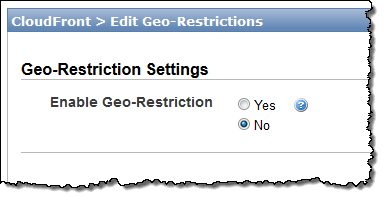 CloudFront > Edit Geo-Restrictions
Geo-Restriction Settings
Enable Geo-Restriction Yes ?
No